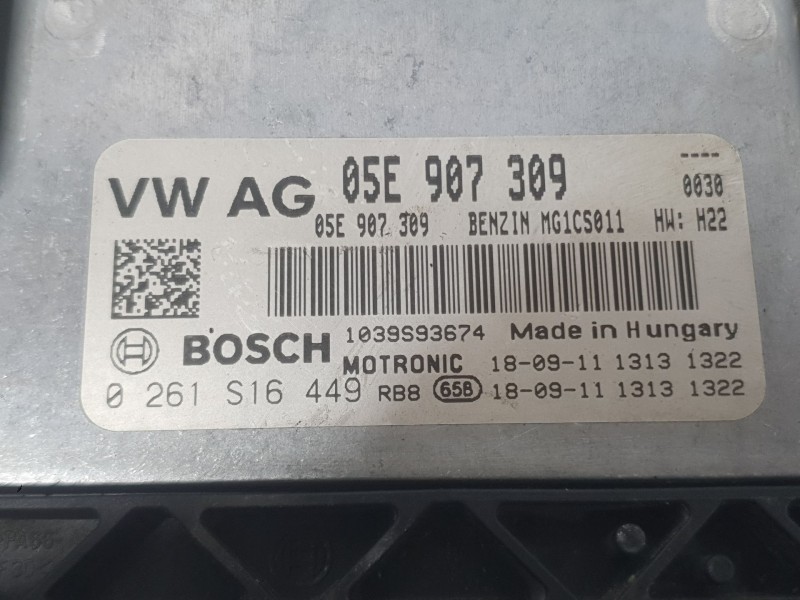 VW AG 05E 907 309 ----
0030
05E 907 309 BENZIN MG1CS011 HW: H22
BOSCH 1039S93674 Made in Hungary
MOTRONIC 18-09-11 1313 1322
0 261 S16 449 RB8 658 18-09-11 1313 1322